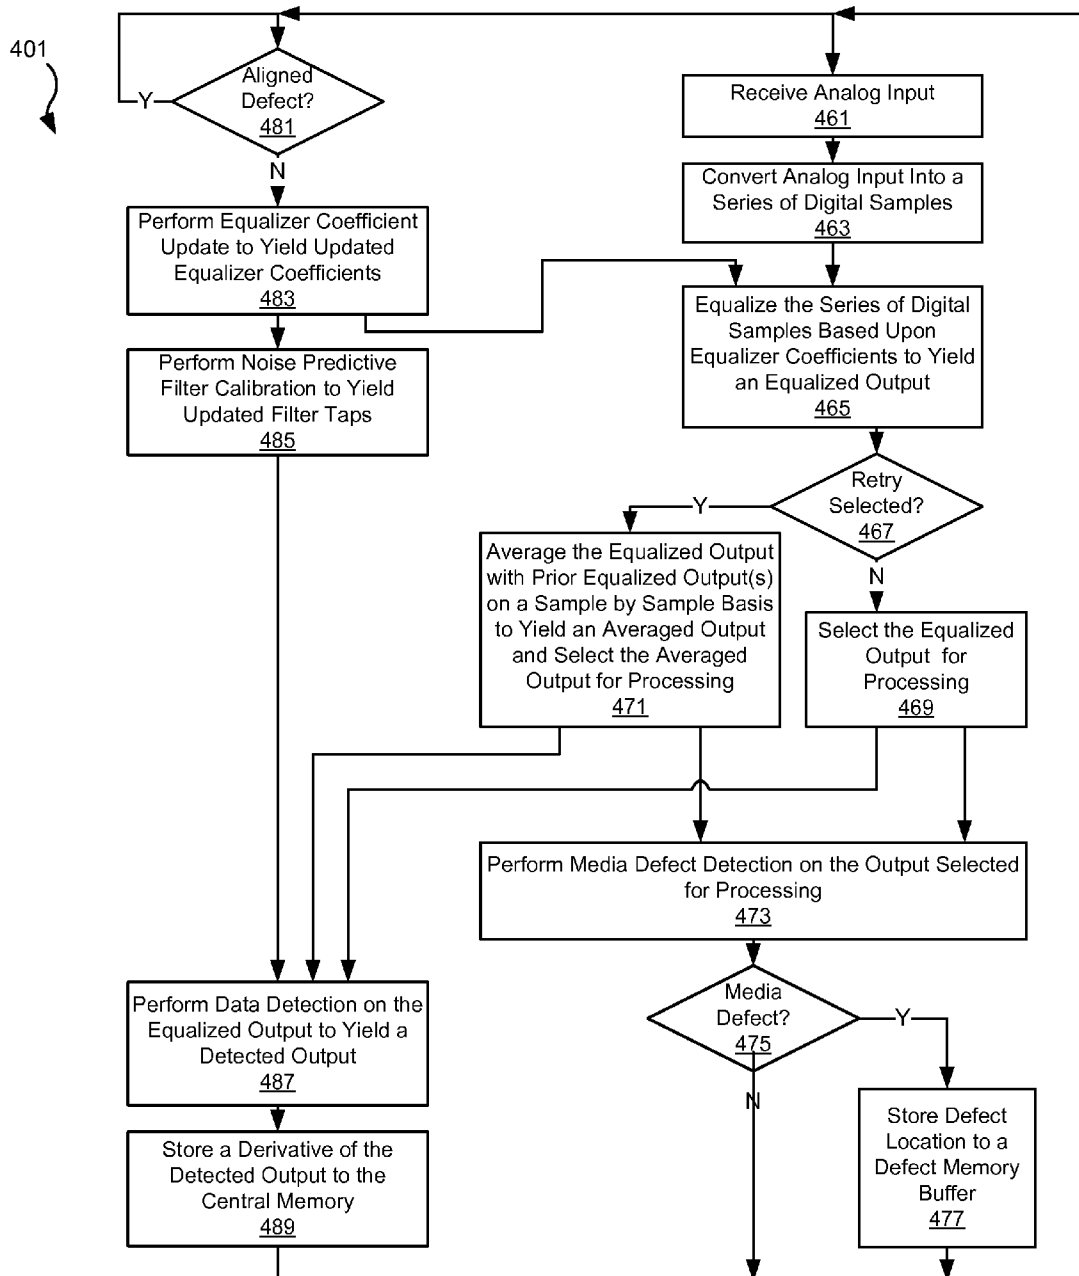 401
Aligned
Defect?
481
Y
N
Perform Equalizer Coefficient
Update to Yield Updated
Equalizer Coefficients
483
Perform Noise Predictive
Filter Calibration to Yield
Updated Filter Taps
485
Receive Analog Input
461
Convert Analog Input Into a
Series of Digital Samples
463
Equalize the Series of Digital
Samples Based Upon
Equalizer Coefficients to Yield
an Equalized Output
465
Retry
Selected?
467
Y
N
Average the Equalized Output
with Prior Equalized Output(s)
on a Sample by Sample Basis
to Yield an Averaged Output
and Select the Averaged
Output for Processing
471
Select the Equalized
Output for
Processing
469
Perform Media Defect Detection on the Output Selected
for Processing
473
Media
Defect?
475
Y
N
Store Defect
Location to a
Defect Memory
Buffer
477
Perform Data Detection on the
Equalized Output to Yield a
Detected Output
487
Store a Derivative of the
Detected Output to the
Central Memory
489